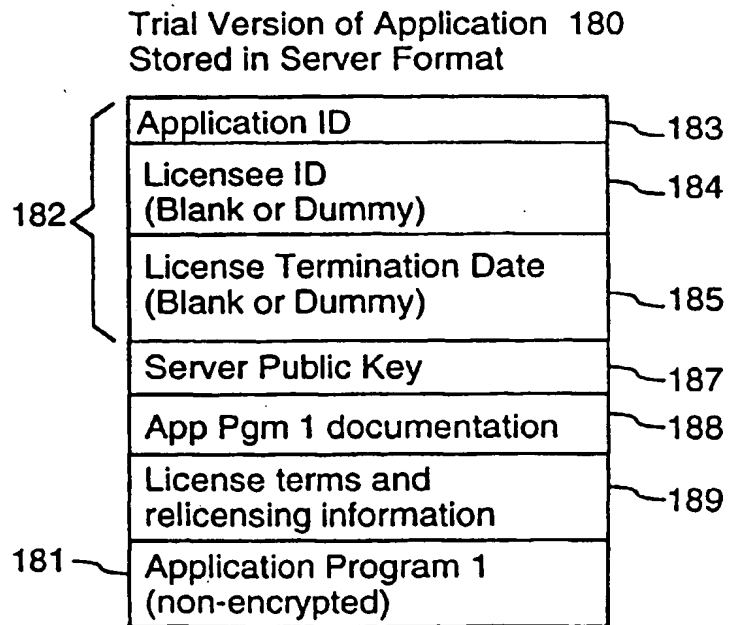 Trial Version of Application 180
Stored in Server Format
Application ID
183
Licensee ID
(Blank or Dummy)
184
182
License Termination Date
(Blank or Dummy)
185
Server Public Key
187
App Pgm 1 documentation
188
License terms and
relicensing information
189
181
Application Program 1
(non-encrypted)